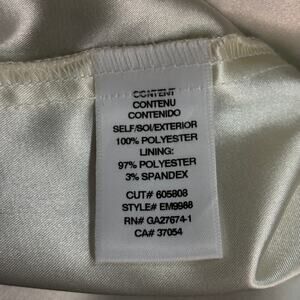 CONTENT
CONTENU
CONTENIDO
SELF/SOI/EXTERIOR
100% POLYESTER
LINING:
97% POLYESTER
3% SPANDEX
CUT# 605808
STYLE# EM9988
RN# GA27674-1
CA# 37054